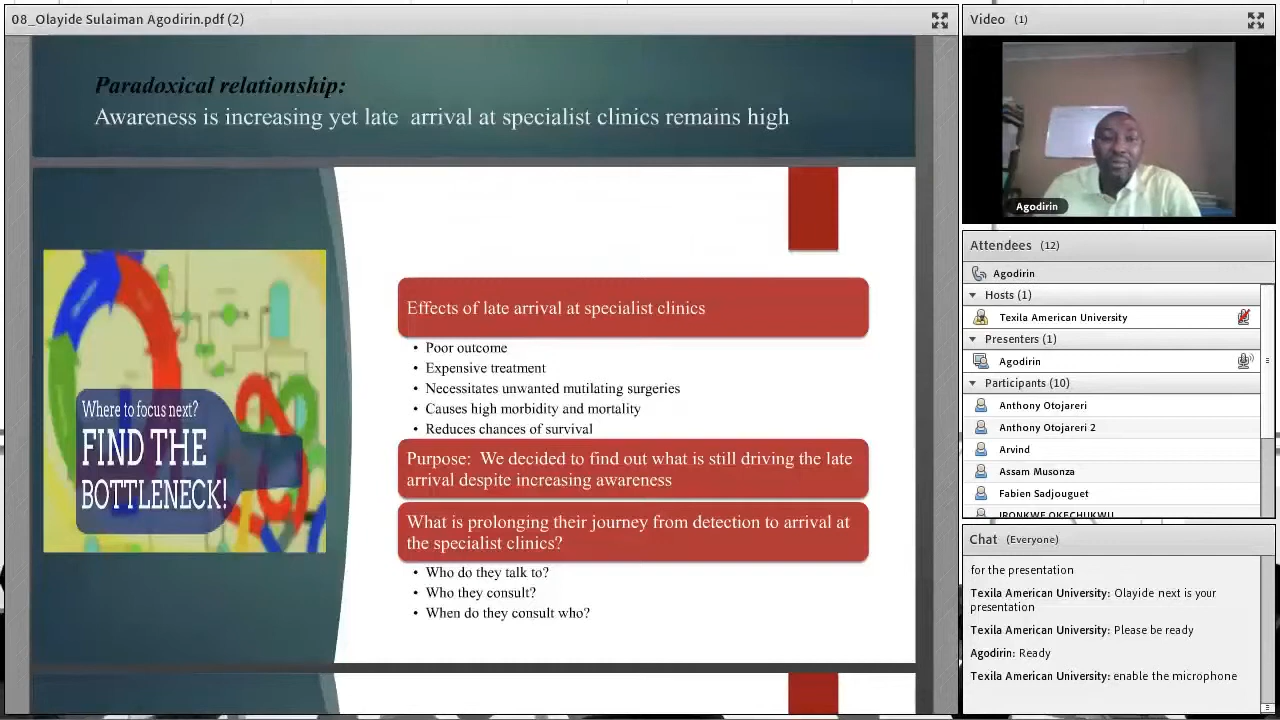 08_Olayide Sulaiman Agodirin.pdf (2)
Paradoxical relationship:
Awareness is increasing yet late arrival at specialist clinics remains high
Where to focus next?
FIND THE
BOTTLENECK!
Effects of late arrival at specialist clinics
• Poor outcome
• Expensive treatment
• Necessitates unwanted mutilating surgeries
• Causes high morbidity and mortality
• Reduces chances of survival
Purpose: We decided to find out what is still driving the late
arrival despite increasing awareness
What is prolonging their journey from detection to arrival at
the specialist clinics?
• Who do they talk to?
• Who they consult?
• When do they consult who?
Video (1)
Agodirin
Attendees (12)
Agodirin
Hosts (1)
Texila American University
Presenters (1)
Agodirin
Participants (10)
Anthony Otojareri
Anthony Otojareri 2
Arvind
Assam Musonza
Fabien Sadjouguet
IRONKWE OKECHUKWU
Chat (Everyone)
for the presentation
Texila American University: Olayide next is your
presentation
Texila American University: Please be ready
Agodirin: Ready
Texila American University: enable the microphone